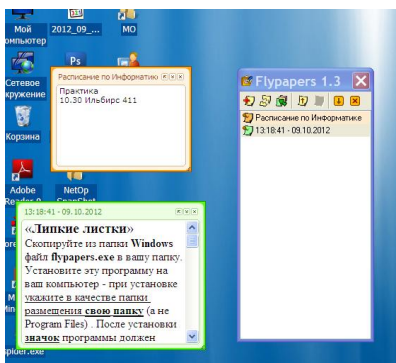 Мой
компьютер
2012_09_...
МО
Сетевое
окружение
Ps
Корзина
Adobe
NetOp
spider.exe
Расписание по Информатике
Практика
10.30 Ильбирс 411
13:18:41 - 09.10.2012
«Липкие листки»
Скопируйте из папки Windows
файл flypapers.exe в вашу папку.
Установите эту программу на
ваш компьютер - при установке
укажите в качестве папки
размещения свою папку (а не
Program Files) . После установки
значок программы должен
Flypapers 1.3
Расписание по Информатике
13:18:41 - 09.10.2012